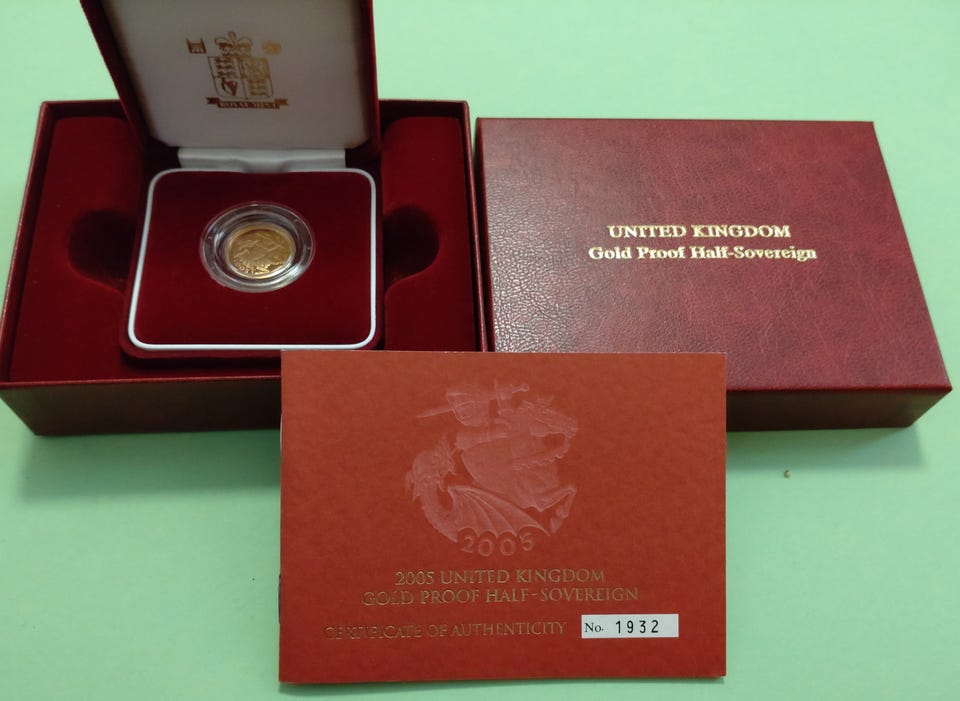 ROYAL MINT
UNITED KINGDOM
Gold Proof Half-Sovereign
2005
2005
2005 UNITED KINGDOM
GOLD PROOF HALF-SOVEREIGN
CERTIFICATE OF AUTHENTICITY No. 1932